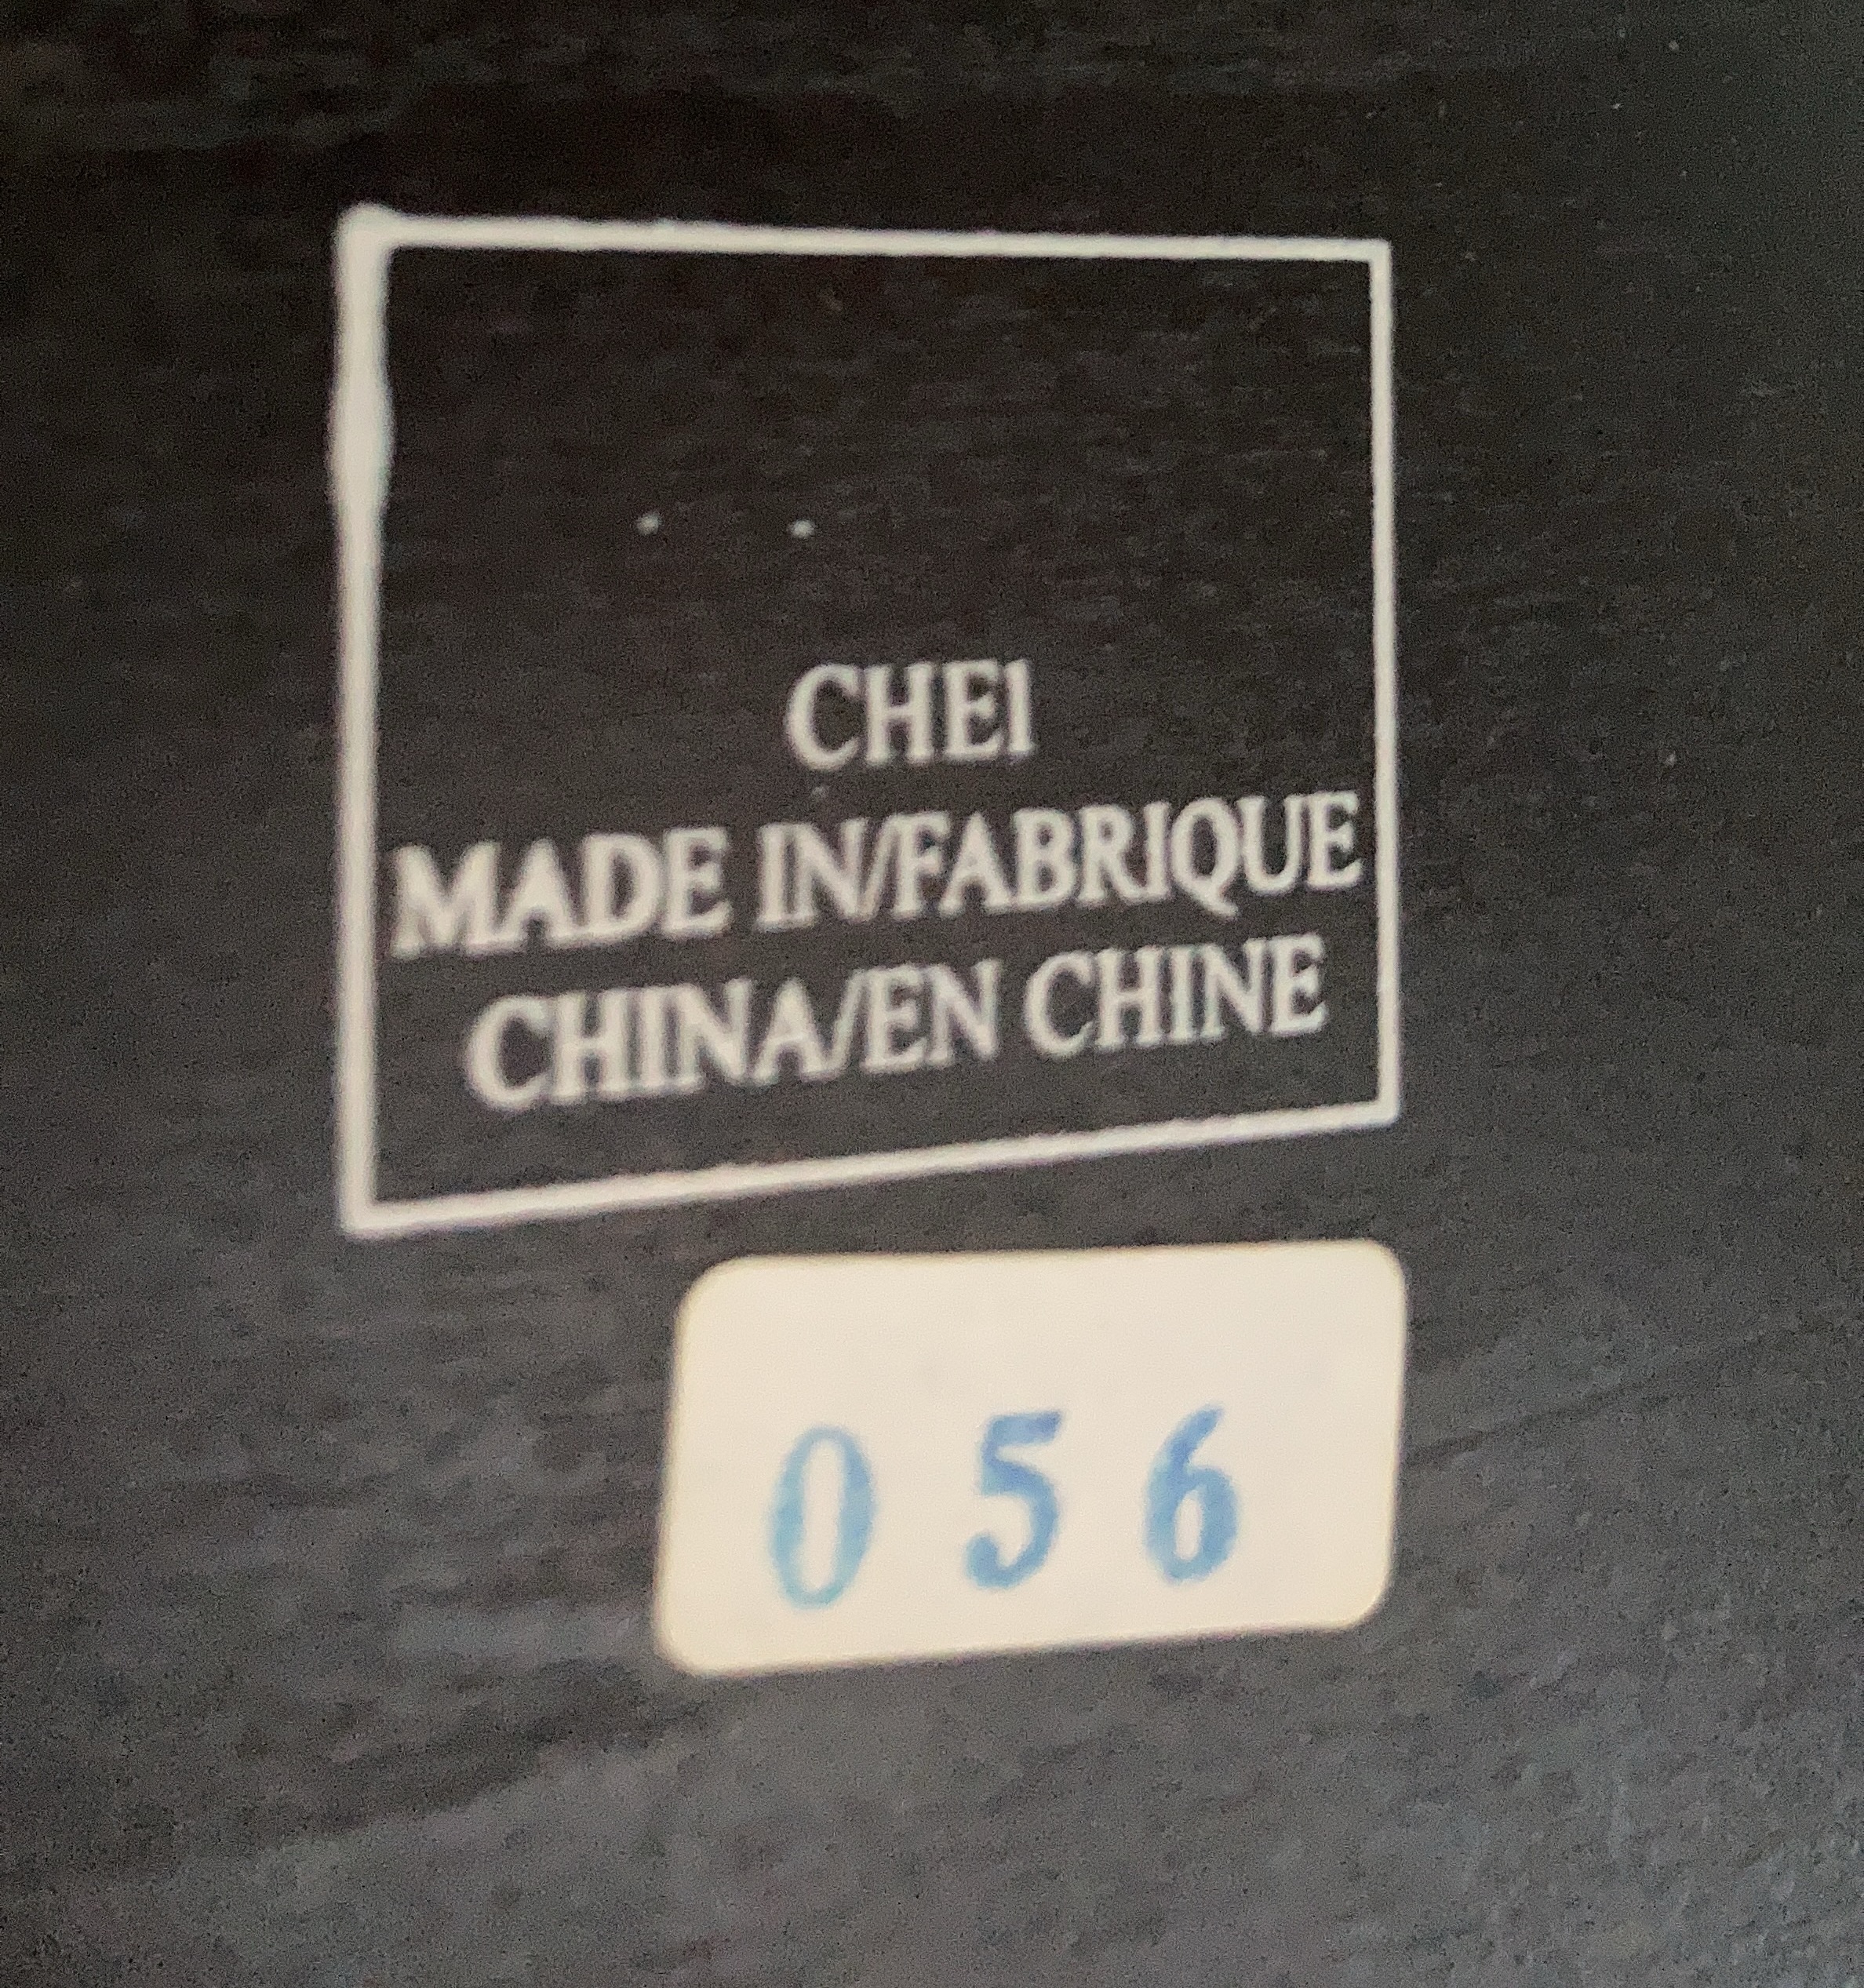 CHEI
MADE IN/FABRIQUE
CHINA/EN CHINE
056